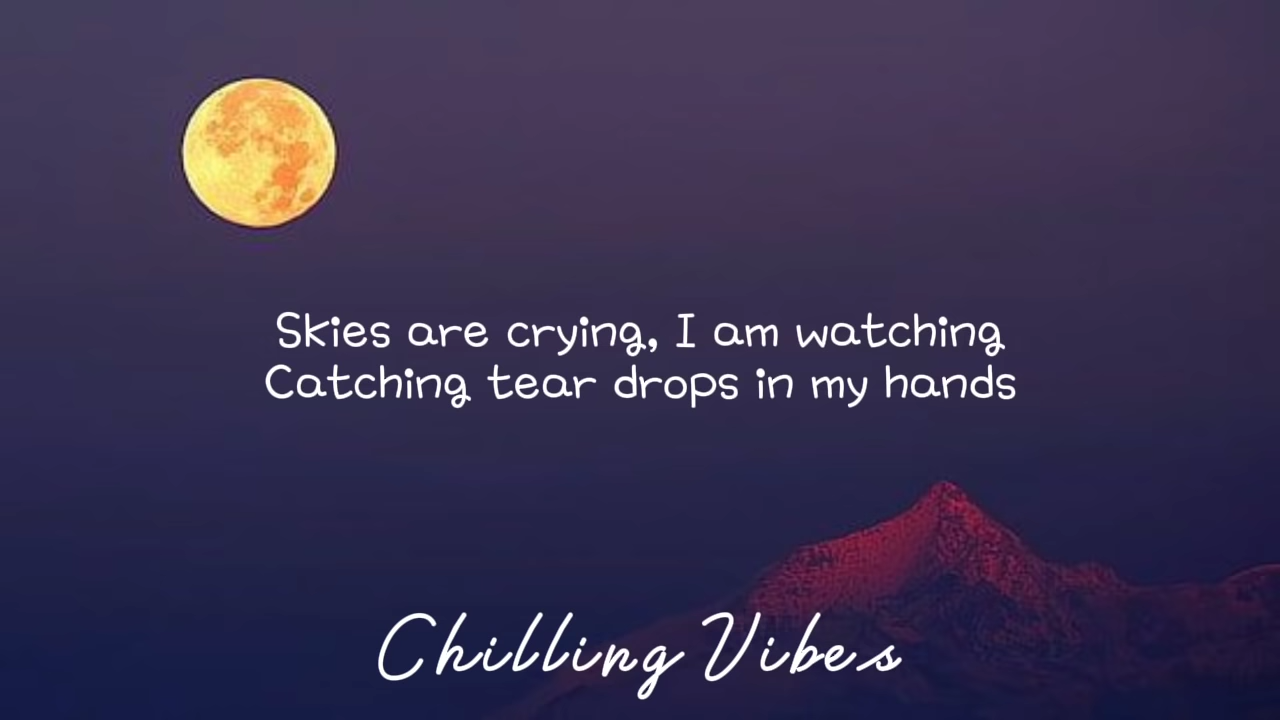 Skies are crying, I am watching
Catching tear drops in my hands
Chilling Vibes